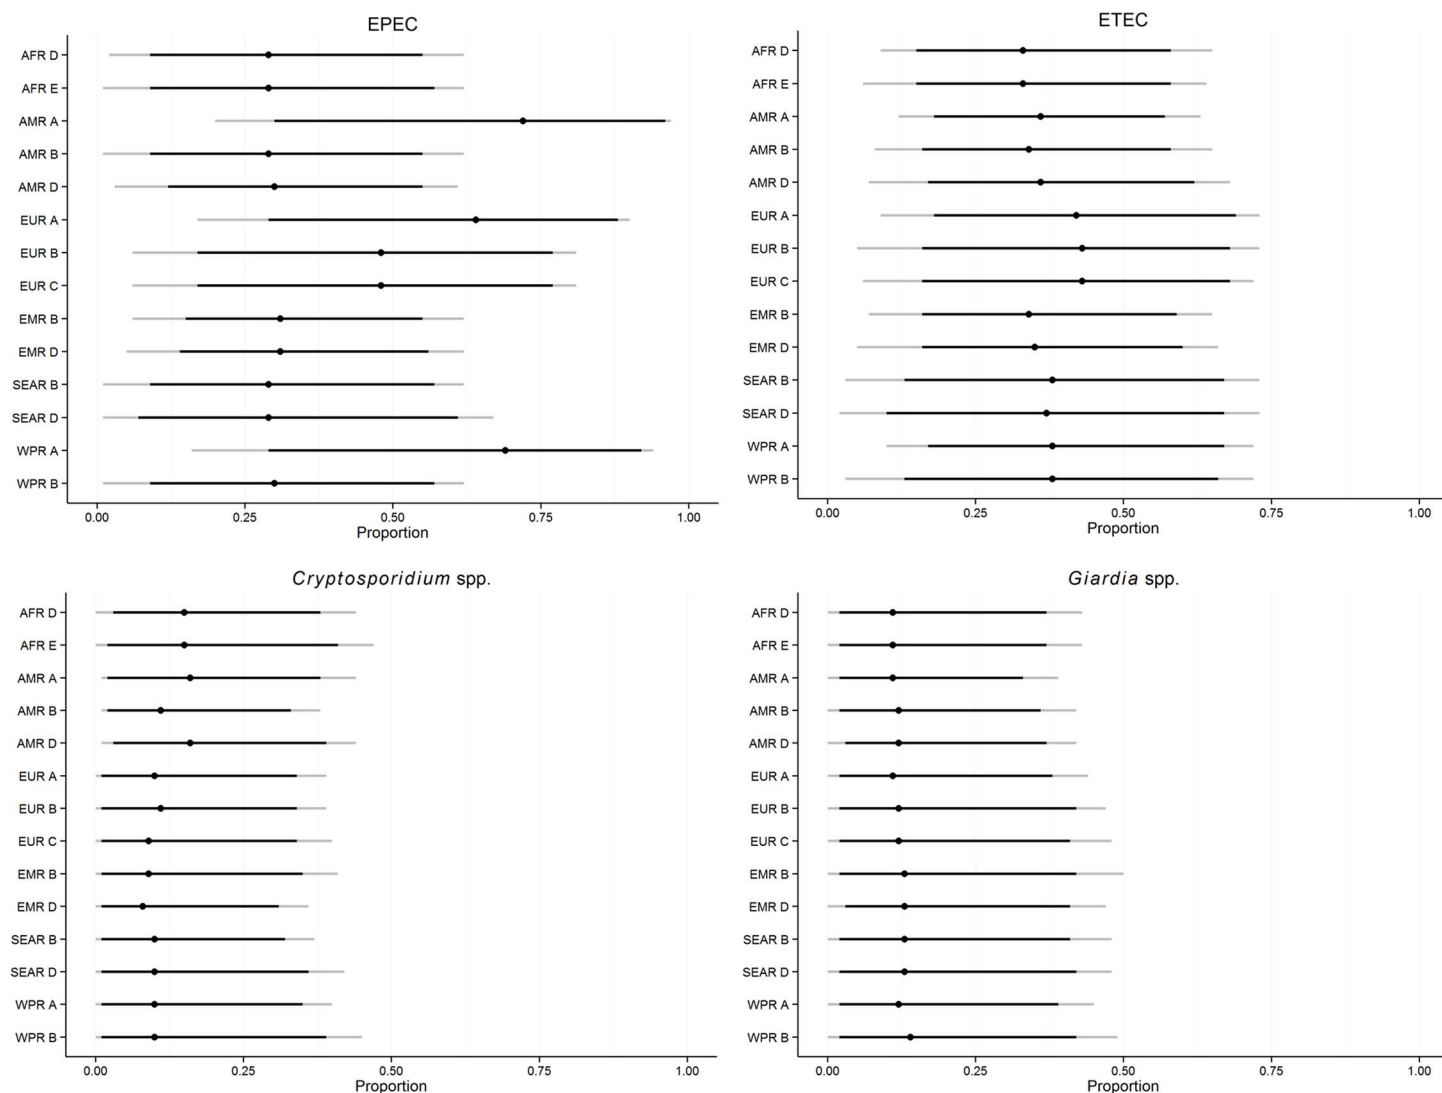 EPEC
AFR D
AFR E
AMR A
AMR B
AMR D
EUR A
EUR B
EUR C
EMR B
EMR D
SEAR B
SEAR D
WPR A
WPR B
0.00 0.25 0.50 0.75 1.00
Proportion
ETEC
AFR D
AFR E
AMR A
AMR B
AMR D
EUR A
EUR B
EUR C
EMR B
EMR D
SEAR B
SEAR D
WPR A
WPR B
0.00 0.25 0.50 0.75 1.00
Proportion
Cryptosporidium spp.
AFR D
AFR E
AMR A
AMR B
AMR D
EUR A
EUR B
EUR C
EMR B
EMR D
SEAR B
SEAR D
WPR A
WPR B
0.00 0.25 0.50 0.75 1.00
Proportion
Giardia spp.
AFR D
AFR E
AMR A
AMR B
AMR D
EUR A
EUR B
EUR C
EMR B
EMR D
SEAR B
SEAR D
WPR A
WPR B
0.00 0.25 0.50 0.75 1.00
Proportion